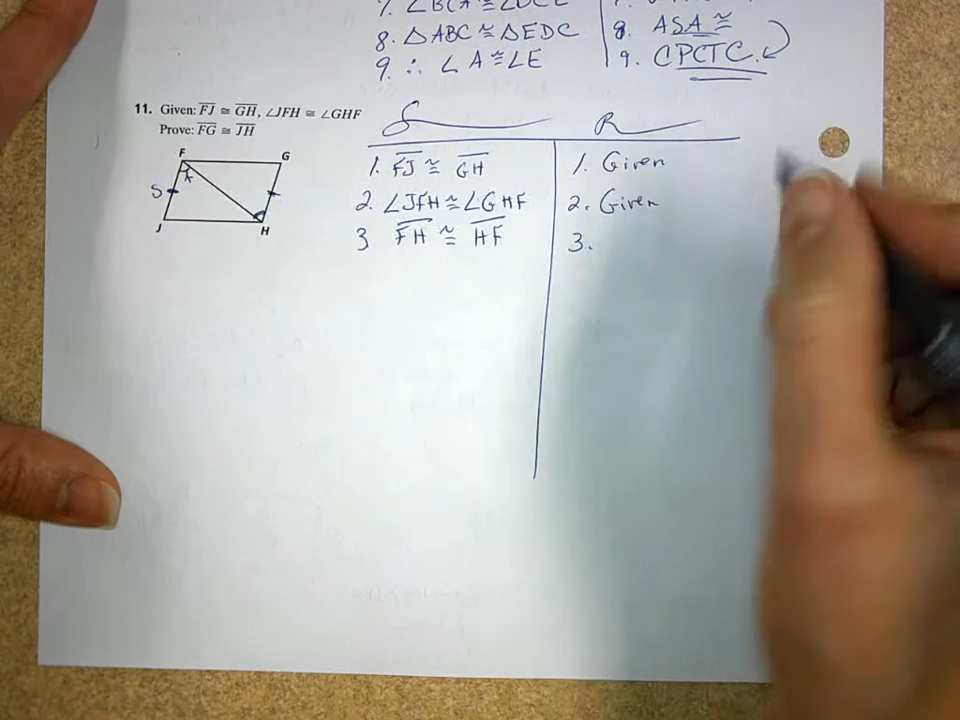 8. △ABC ≅ △EDC
8. ASA ≅
9. ∴ ∠A ≅ ∠E
9. CPCTC.
11. Given: FJ ≅ GH, ∠JFH ≅ ∠GHF
Prove: FG ≅ JH
S
R
1. FJ ≅ GH
1. Given
2. ∠JFH ≅ ∠GHF
2. Given
3 FH ≅ HF
3.
F
G
A
S
J
H